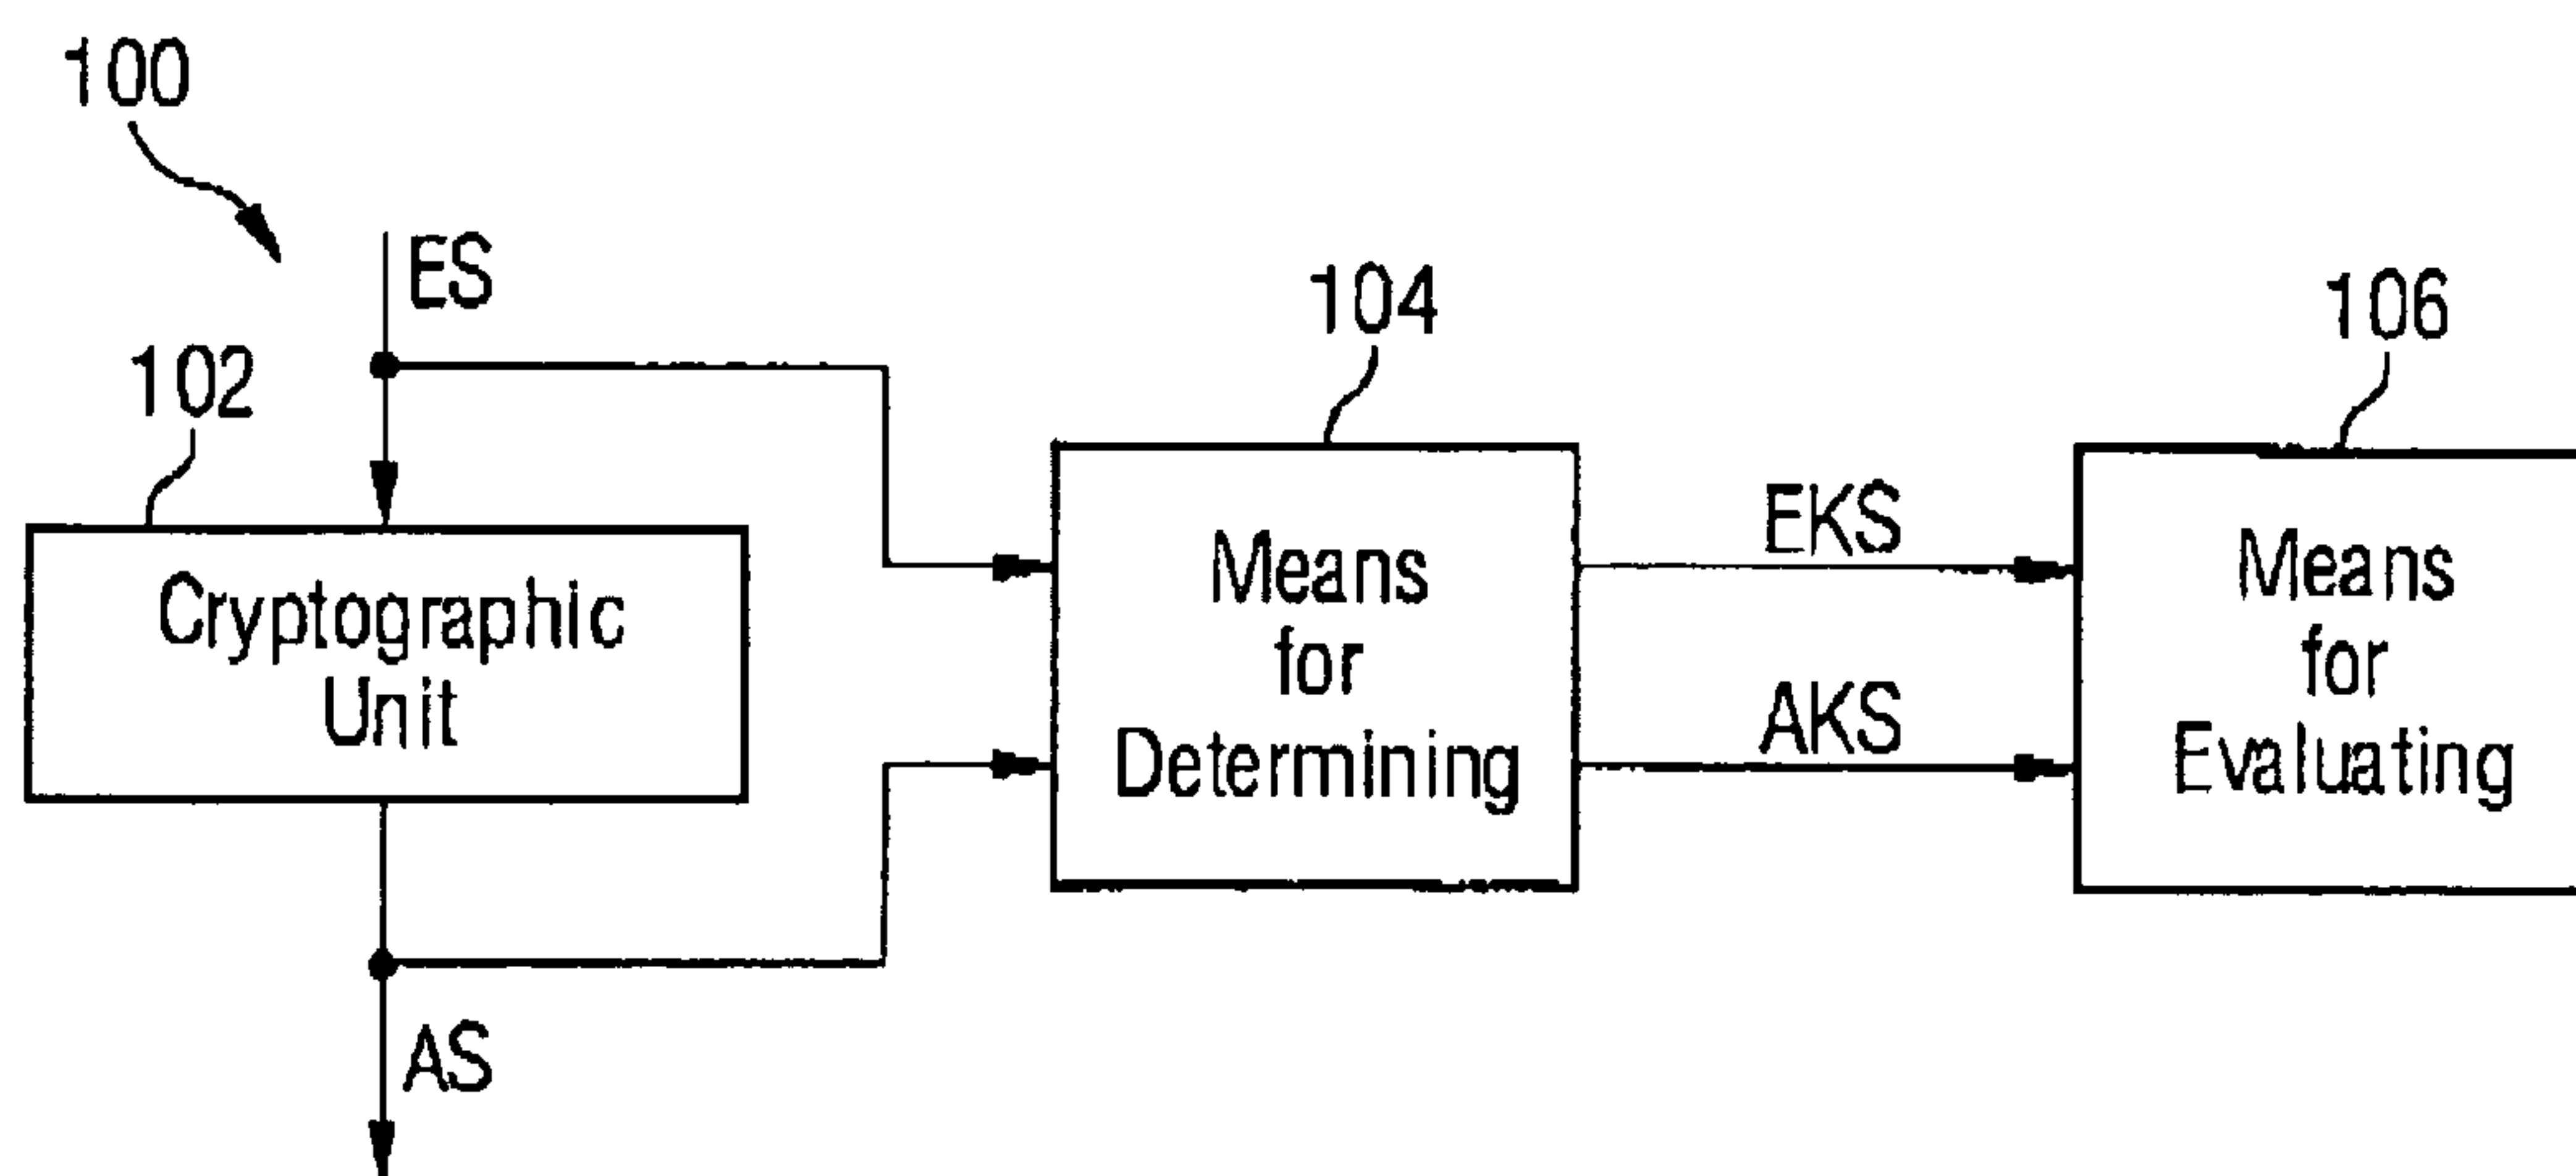 100
ES
102
104
106
Cryptographic
Unit
Means
for
Determining
EKS
AKS
Means
for
Evaluating
AS